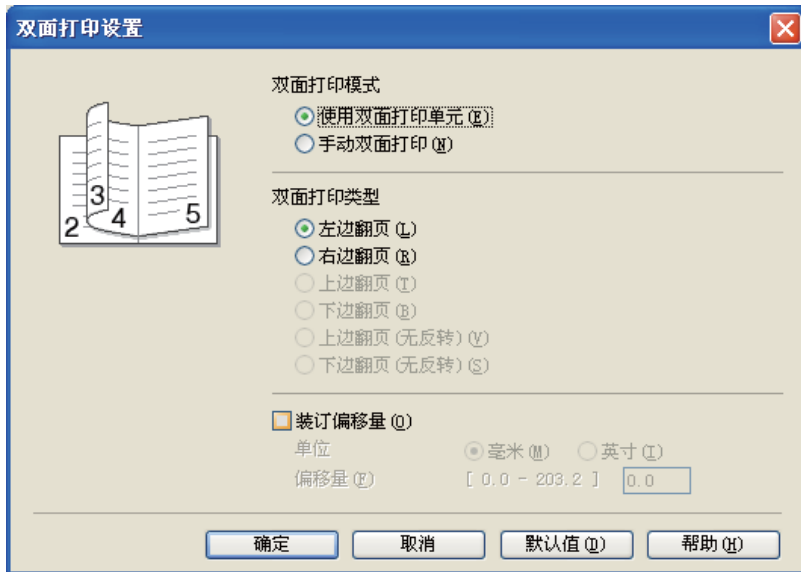 双面打印设置
双面打印模式
使用双面打印单元(E)
手动双面打印(N)
双面打印类型
左边翻页(L)
右边翻页(R)
上边翻页(T)
下边翻页(B)
上边翻页(无反转)(V)
下边翻页(无反转)(S)
2 3 4 5
装订偏移量(O)
单位 毫米(M) 英寸(I)
偏移量(F) [ 0.0 - 203.2 ] 0.0
确定 取消 默认值(D) 帮助(H)